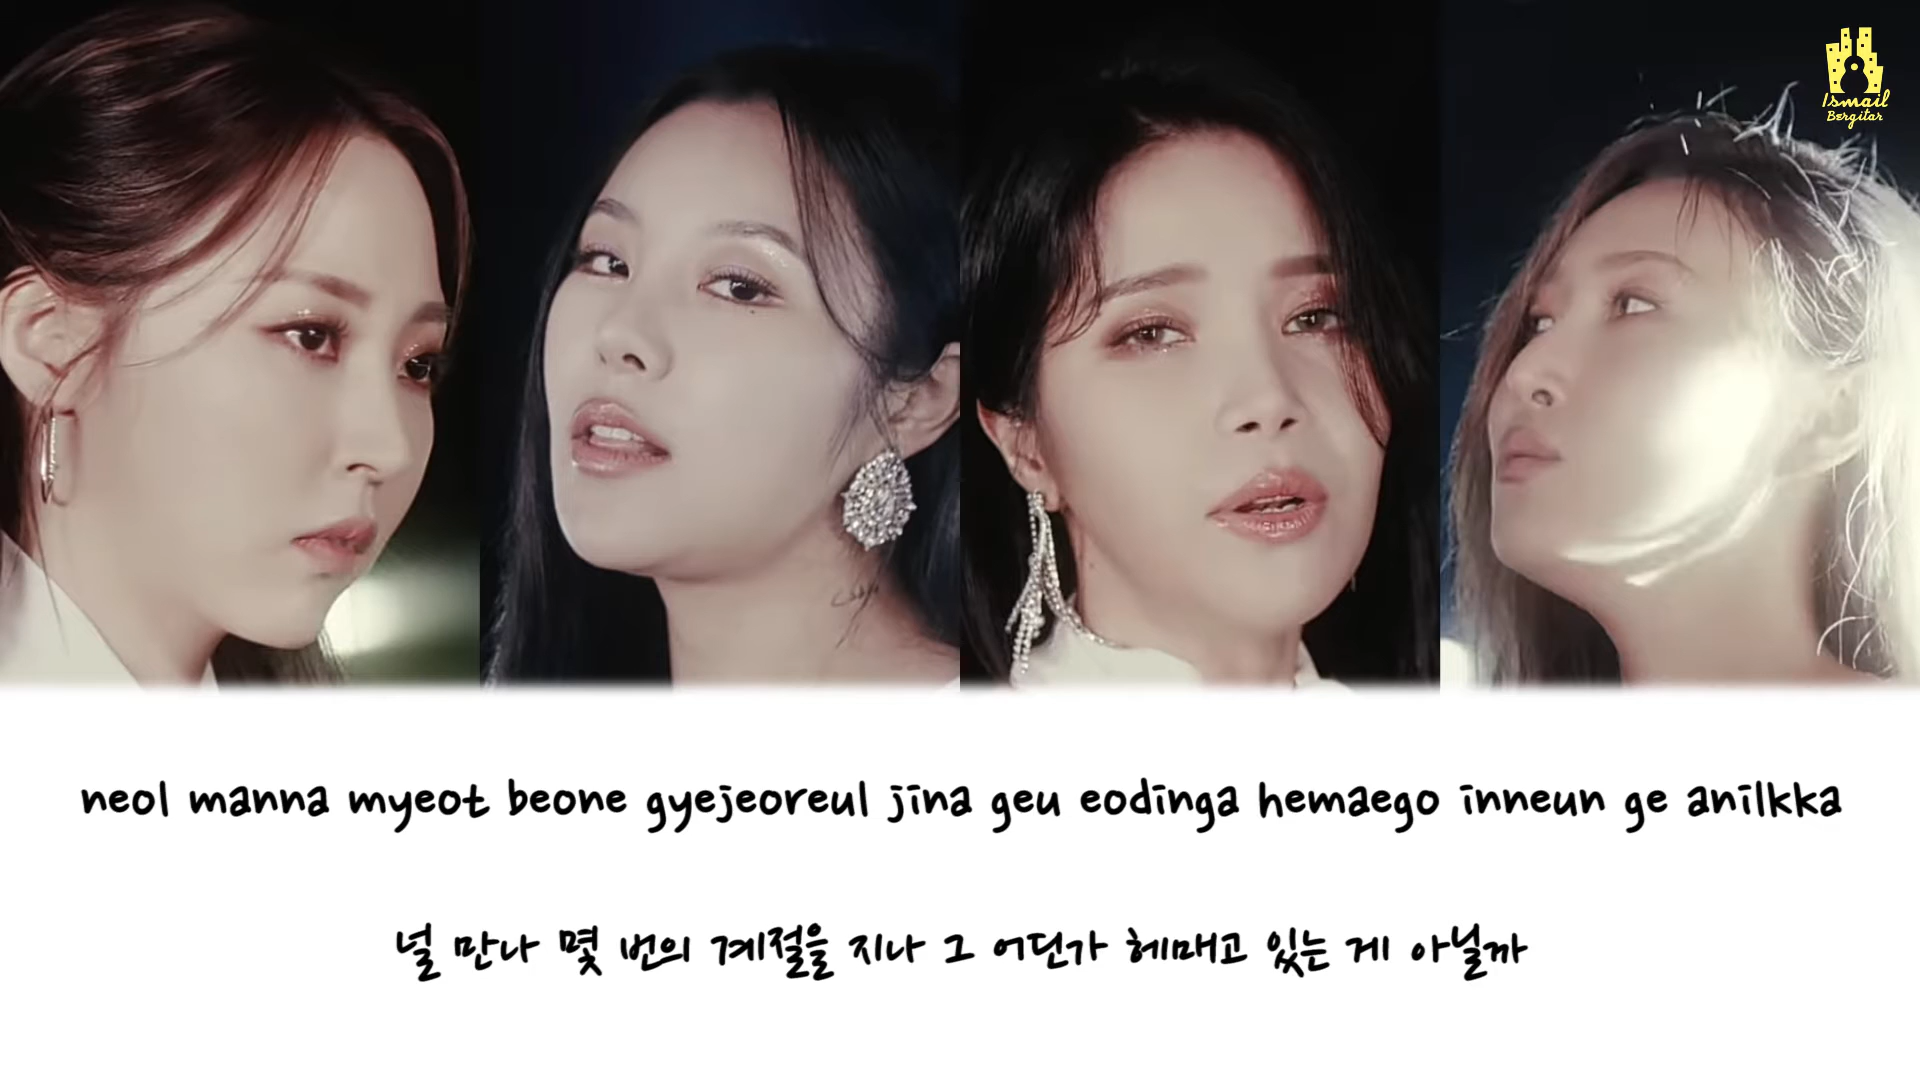 Ismail
Bergitar
neol manna myeot beone gyejeoreul jina geu eodinga hemaego inneun ge anilkka
널 만나 몇 번의 계절을 지나 그 어딘가 헤매고 있는 게 아닐까